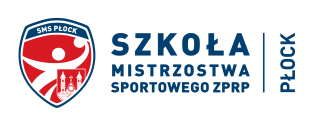 SMS PŁOCK
SZKOŁA
MISTRZOSTWA
SPORTOWEGO ZPRP
PŁOCK